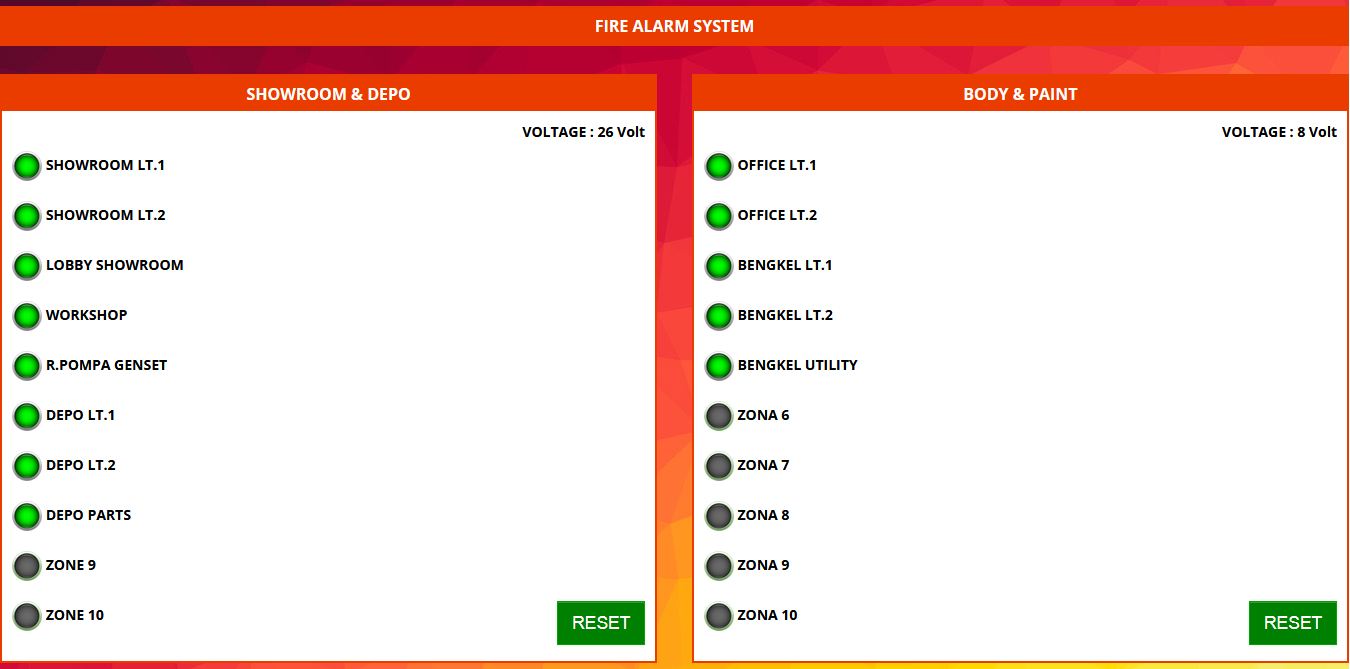 FIRE ALARM SYSTEM
SHOWROOM & DEPO
VOLTAGE : 26 Volt
SHOWROOM LT.1
SHOWROOM LT.2
LOBBY SHOWROOM
WORKSHOP
R.POMPA GENSET
DEPO LT.1
DEPO LT.2
DEPO PARTS
ZONE 9
ZONE 10
RESET
BODY & PAINT
VOLTAGE : 8 Volt
OFFICE LT.1
OFFICE LT.2
BENGKEL LT.1
BENGKEL LT.2
BENGKEL UTILITY
ZONA 6
ZONA 7
ZONA 8
ZONA 9
ZONA 10
RESET